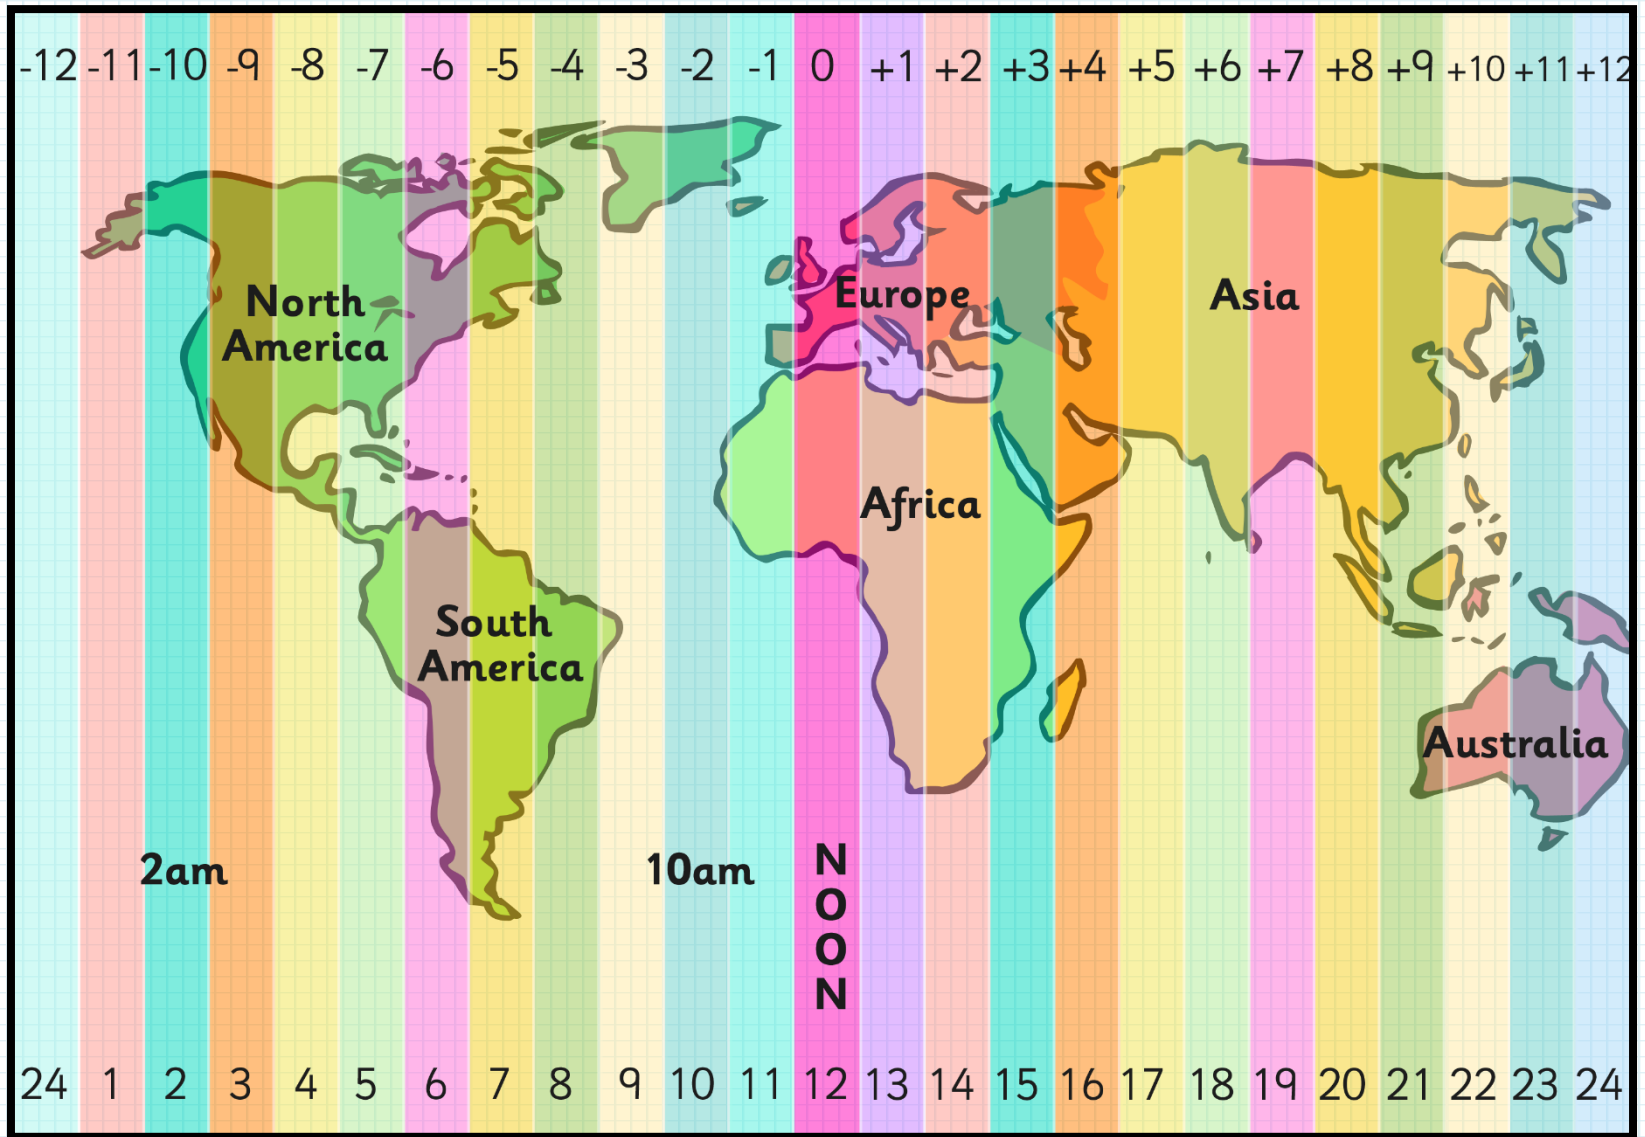 -12 -11 -10 -9 -8 -7 -6 -5 -4 -3 -2 -1 0 +1 +2 +3 +4 +5 +6 +7 +8 +9 +10 +11 +12
North
America
Europe
Asia
Africa
South
America
Australia
2am
10am
N
O
O
N
24 1 2 3 4 5 6 7 8 9 10 11 12 13 14 15 16 17 18 19 20 21 22 23 24